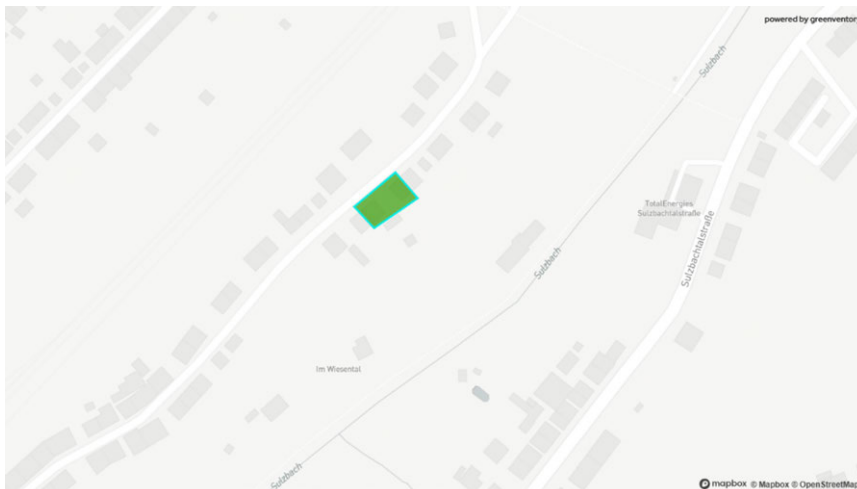 powered by greenventory
Sulzbach
TotalEnergies
Sulzbachtalstraße
Sulzbachtalstraße
Sulzbach
Im Wiesental
Sulzbach
mapbox © Mapbox © OpenStreetMap